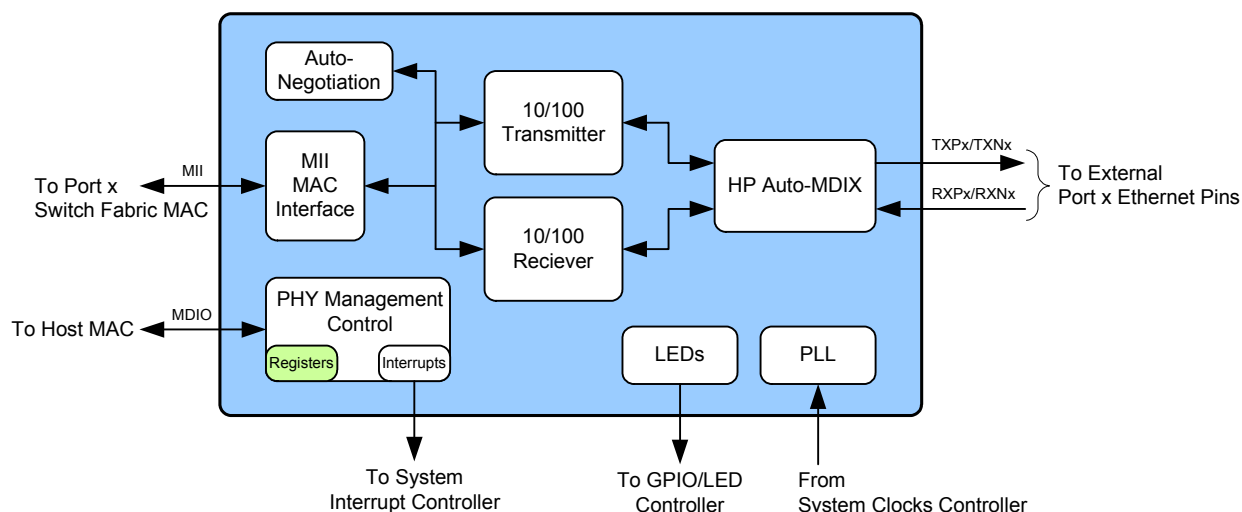 Auto-
Negotiation
10/100
Transmitter
MII
MAC
Interface
MII
To Port x
Switch Fabric MAC
HP Auto-MDIX
TXPx/TXNx
RXPx/RXNx
To External
Port x Ethernet Pins
10/100
Reciever
PHY Management
Control
Registers
Interrupts
MDIO
To Host MAC
LEDs
PLL
To System
Interrupt Controller
To GPIO/LED
Controller
From
System Clocks Controller